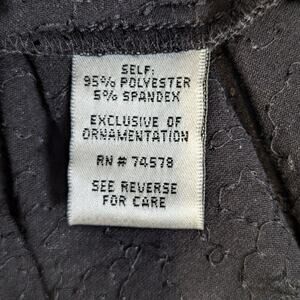 SELF:
95% POLYESTER
5% SPANDEX
EXCLUSIVE OF
ORNAMENTATION
RN # 74578
SEE REVERSE
FOR CARE